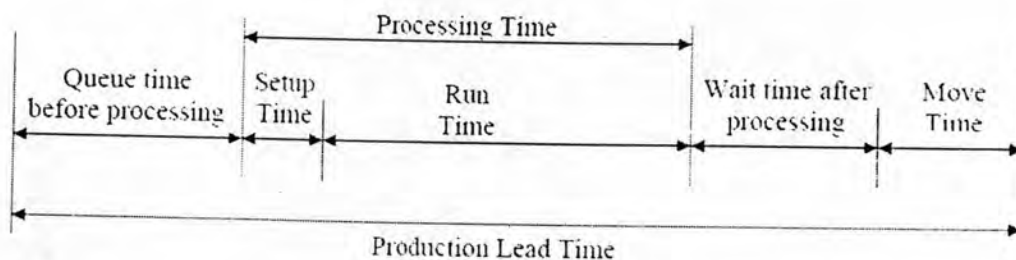 Processing Time
Queue time
before processing
Setup
Time
Run
Time
Wait time after
processing
Move
Time
Production Lead Time